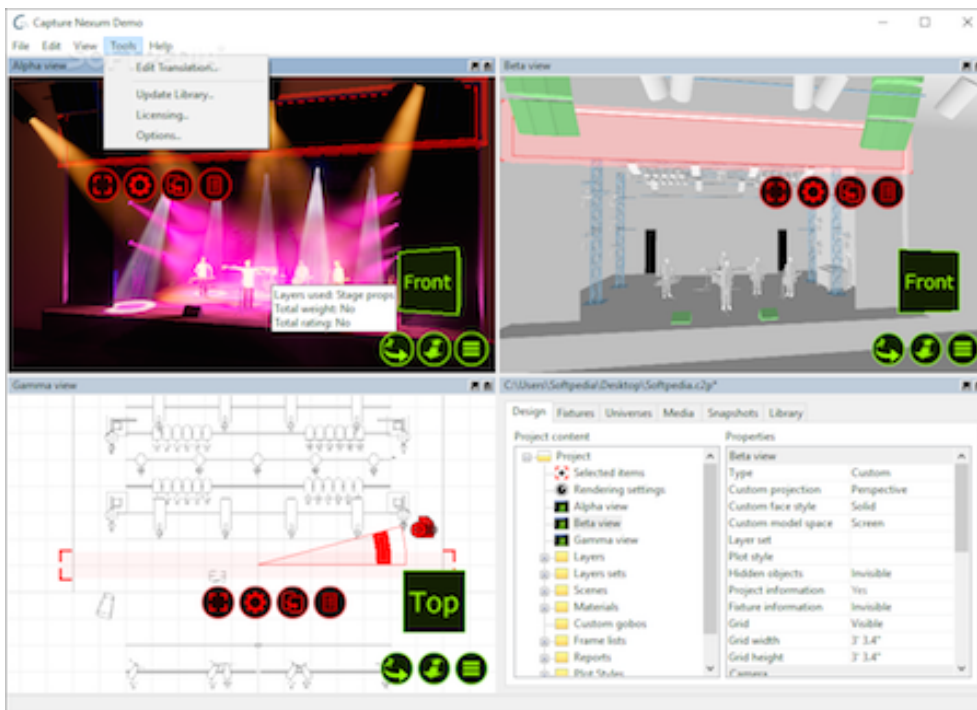 Capture Nexum Demo
File Edit View Tools Help
Alpha view
Edit Translation...
Update Library...
Licensing...
Options...
Front
Layers used: Stage props
Total weight: No
Total rating: No
Beta view
Front
Gamma view
Top
C:\Users\Softpedia\Desktop\Softpedia.c2p*
Design Fixtures Universes Media Snapshots Library
Project content
Project
Selected items
Rendering settings
Alpha view
Beta view
Gamma view
Layers
Layers sets
Scenes
Materials
Custom gobos
Frame lists
Reports
Plot Styles
Properties
Beta view
Type Custom
Custom projection Perspective
Custom face style Solid
Custom model space Screen
Layer set
Plot style
Hidden objects Invisible
Project information Yes
Fixture information Invisible
Grid Visible
Grid width 3' 3.4"
Grid height 3' 3.4"
Camera